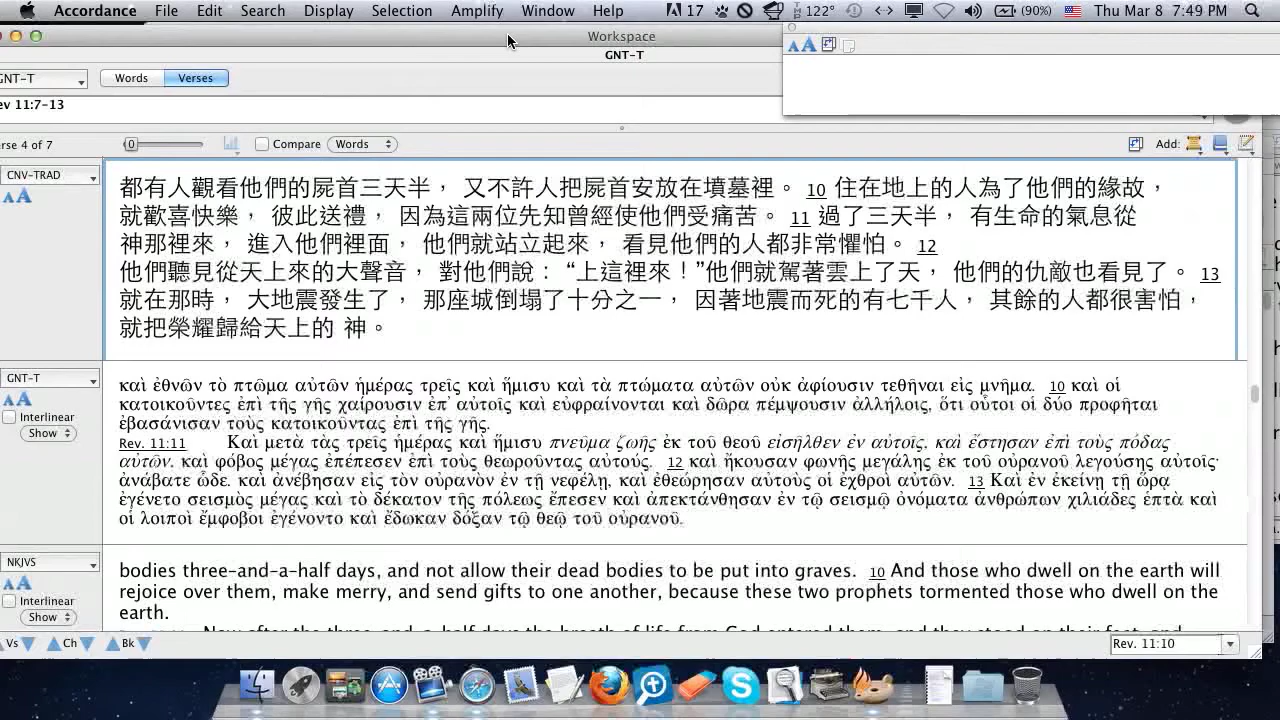 Accordance File Edit Search Display Selection Amplify Window Help 17 122° (90%) Thu Mar 8 7:49 PM
Workspace
GNT-T
GNT-T Words Verses
ev 11:7-13
rse 4 of 7 0 Compare Words Add:
CNV-TRAD
都有人觀看他們的屍首三天半， 又不許人把屍首安放在墳墓裡。 10 住在地上的人為了他們的緣故，
就歡喜快樂， 彼此送禮， 因為這兩位先知曾經使他們受痛苦。 11 過了三天半， 有生命的氣息從
神那裡來， 進入他們裡面， 他們就站立起來， 看見他們的人都非常懼怕。 12
他們聽見從天上來的大聲音， 對他們說： “上這裡來！”他們就駕著雲上了天， 他們的仇敵也看見了。 13
就在那時， 大地震發生了， 那座城倒塌了十分之一， 因著地震而死的有七千人， 其餘的人都很害怕，
就把榮耀歸給天上的 神。
GNT-T
Interlinear
Show
καὶ ἐθνῶν τὸ πτῶμα αὐτῶν ἡμέρας τρεῖς καὶ ἥμισυ καὶ τὰ πτώματα αὐτῶν οὐκ ἀφίουσιν τεθῆναι εἰς μνῆμα. 10 καὶ οἱ
κατοικοῦντες ἐπὶ τῆς γῆς χαίρουσιν ἐπ᾽ αὐτοῖς καὶ εὐφραίνονται καὶ δῶρα πέμψουσιν ἀλλήλοις, ὅτι οὗτοι οἱ δύο προφῆται
ἐβασάνισαν τοὺς κατοικοῦντας ἐπὶ τῆς γῆς.
Rev. 11:11 Καὶ μετὰ τὰς τρεῖς ἡμέρας καὶ ἥμισυ πνεῦμα ζωῆς ἐκ τοῦ θεοῦ εἰσῆλθεν ἐν αὐτοῖς, καὶ ἔστησαν ἐπὶ τοὺς πόδας
αὐτῶν, καὶ φόβος μέγας ἐπέπεσεν ἐπὶ τοὺς θεωροῦντας αὐτούς. 12 καὶ ἤκουσαν φωνῆς μεγάλης ἐκ τοῦ οὐρανοῦ λεγούσης αὐτοῖς·
ἀνάβατε ὧδε. καὶ ἀνέβησαν εἰς τὸν οὐρανὸν ἐν τῇ νεφέλῃ, καὶ ἐθεώρησαν αὐτοὺς οἱ ἐχθροὶ αὐτῶν. 13 Καὶ ἐν ἐκείνῃ τῇ ὥρᾳ
ἐγένετο σεισμὸς μέγας καὶ τὸ δέκατον τῆς πόλεως ἔπεσεν καὶ ἀπεκτάνθησαν ἐν τῷ σεισμῷ ὀνόματα ἀνθρώπων χιλιάδες ἑπτὰ καὶ
οἱ λοιποὶ ἔμφοβοι ἐγένοντο καὶ ἔδωκαν δόξαν τῷ θεῷ τοῦ οὐρανοῦ.
NKJVS
Interlinear
Show
bodies three-and-a-half days, and not allow their dead bodies to be put into graves. 10 And those who dwell on the earth will
rejoice over them, make merry, and send gifts to one another, because these two prophets tormented those who dwell on the
earth.
Now after the three-and-a-half days the breath of life from God entered them, and they stood on their feet, and
Vs Ch Bk Rev. 11:10